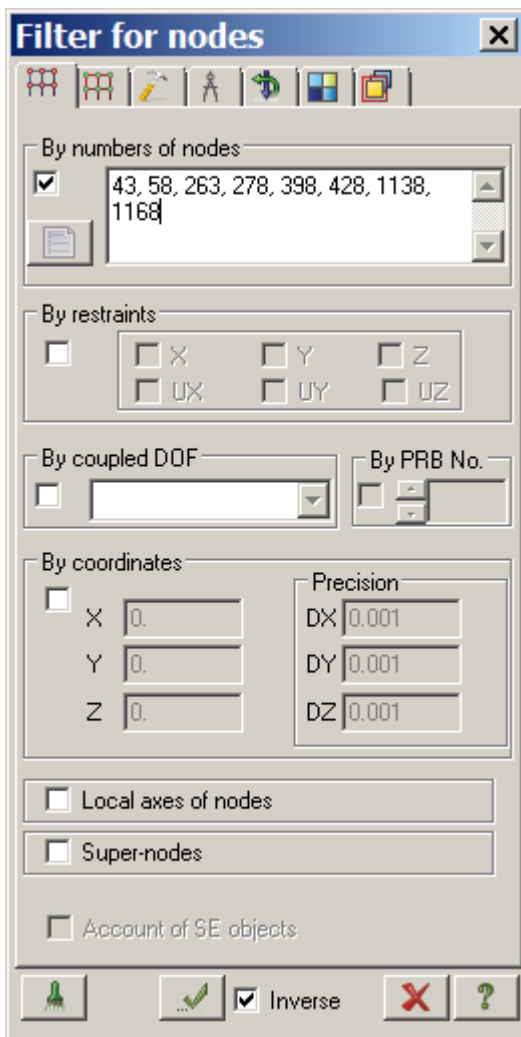 Filter for nodes
By numbers of nodes
43, 58, 263, 278, 398, 428, 1138,
1168
By restraints
X Y Z
UX UY UZ
By coupled DOF
By PRB No.
By coordinates
Precision
X 0. DX 0.001
Y 0. DY 0.001
Z 0. DZ 0.001
Local axes of nodes
Super-nodes
Account of SE objects
Inverse
?